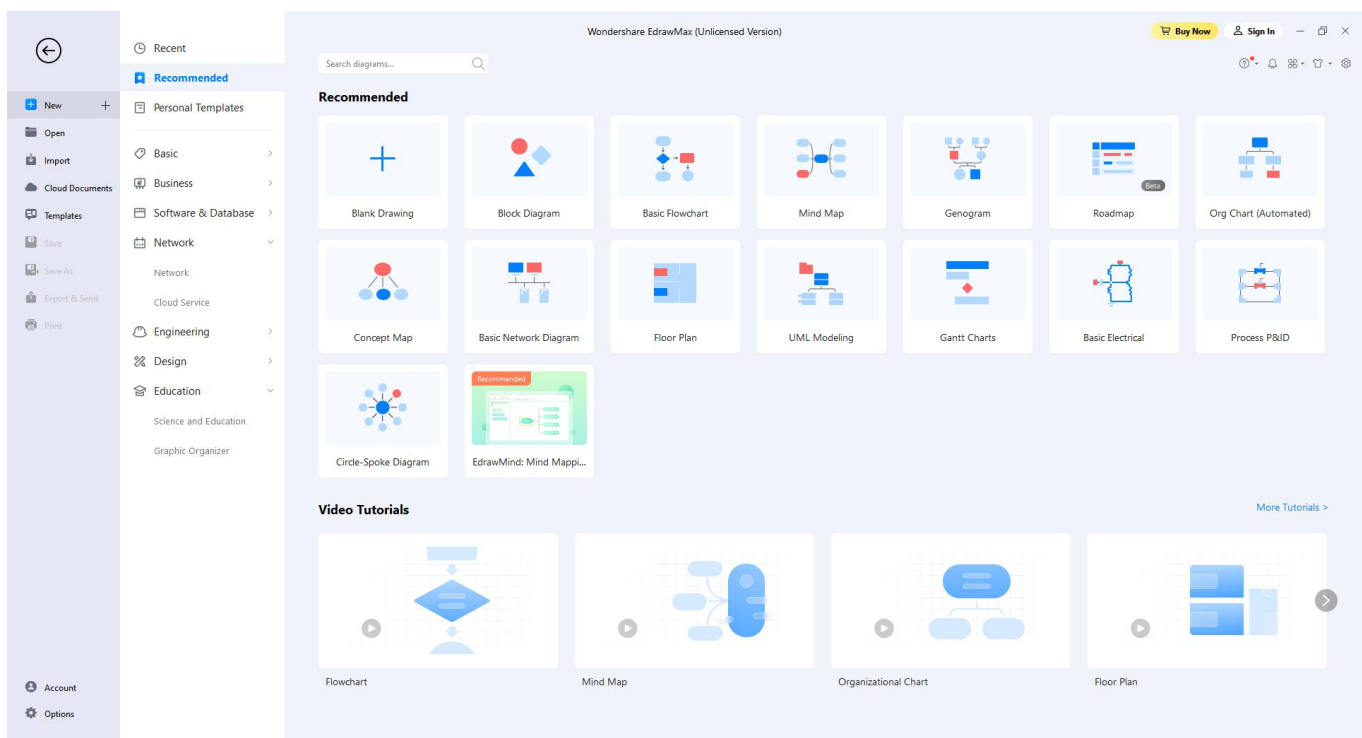 Wondershare EdrawMax (Unlicensed Version)
Buy Now
Sign In
New
Open
Import
Cloud Documents
Templates
Save
Save As
Export & Send
Print
Account
Options
Recent
Recommended
Personal Templates
Basic
Business
Software & Database
Network
Network
Cloud Service
Engineering
Design
Education
Science and Education
Graphic Organizer
Search diagrams...
Recommended
Beta
Blank Drawing
Block Diagram
Basic Flowchart
Mind Map
Genogram
Roadmap
Org Chart (Automated)
Concept Map
Basic Network Diagram
Floor Plan
UML Modeling
Gantt Charts
Basic Electrical
Process P&ID
Recommended
Circle-Spoke Diagram
EdrawMind: Mind Mappi...
Video Tutorials
More Tutorials >
Flowchart
Mind Map
Organizational Chart
Floor Plan